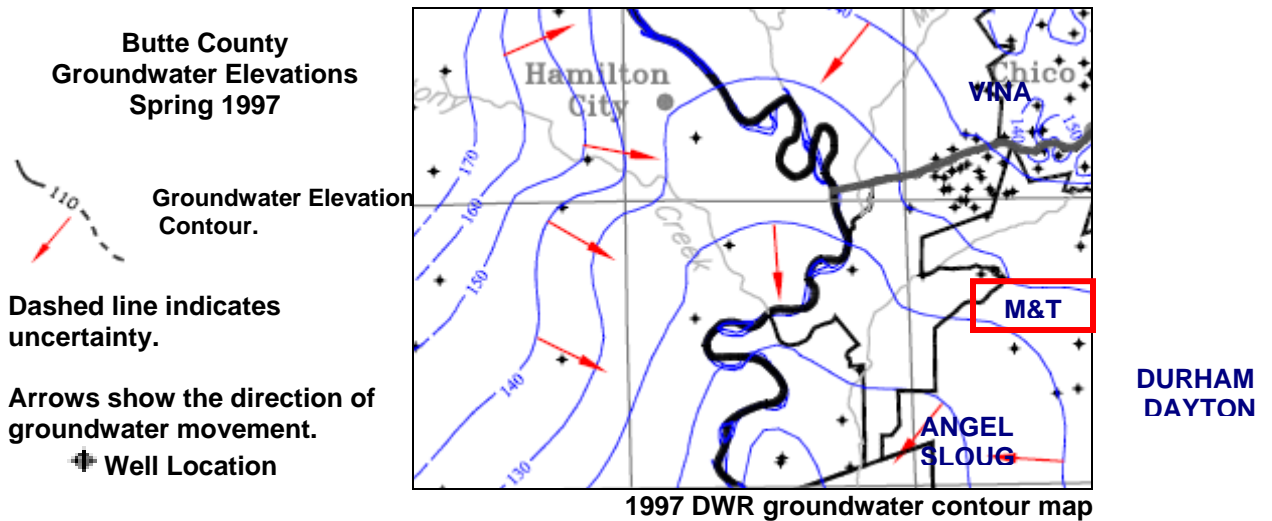 Butte County
Groundwater Elevations
Spring 1997
110
Groundwater Elevation
Contour.
Dashed line indicates
uncertainty.
Arrows show the direction of
groundwater movement.
Well Location
Hamilton
City
Chico
VINA
140
150
170
160
150
Creek
M&T
140
130
ANGEL
SLOUG
DURHAM
DAYTON
1997 DWR groundwater contour map